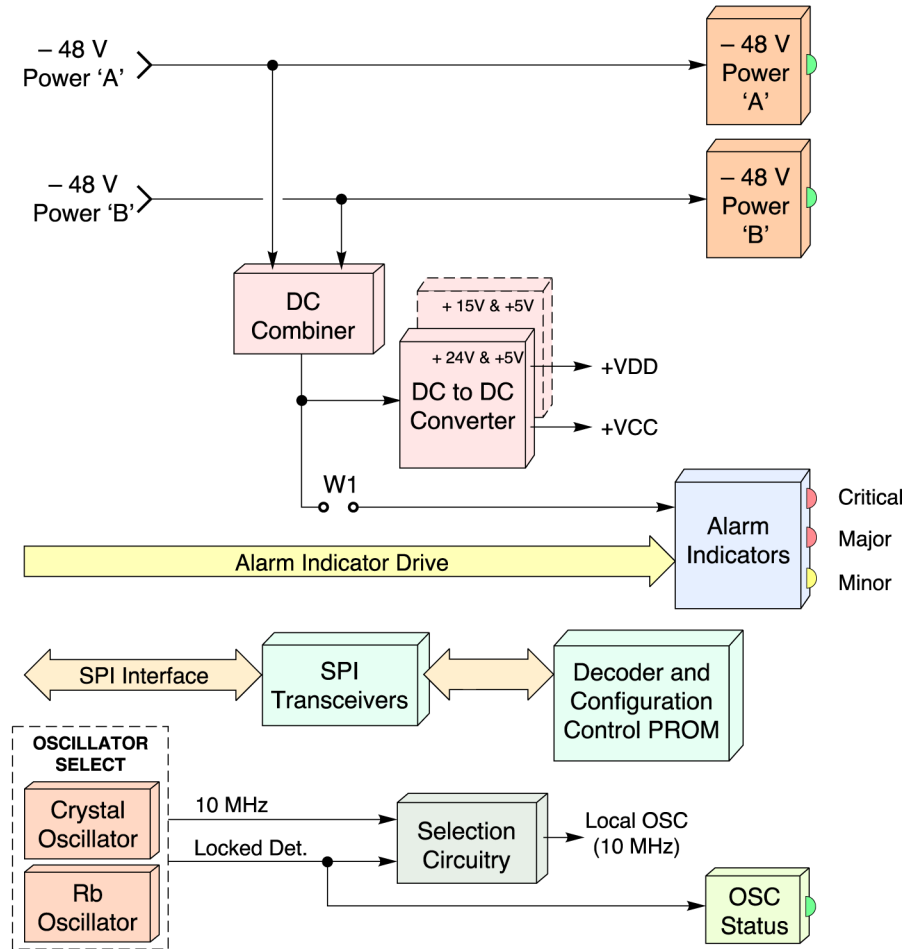 – 48 V
Power ‘A’
– 48 V
Power
‘A’
– 48 V
Power ‘B’
– 48 V
Power
‘B’
DC
Combiner
+ 15V & +5V
+ 24V & +5V
DC to DC
Converter
+VDD
+VCC
W1
Alarm
Indicators
Critical
Major
Minor
Alarm Indicator Drive
SPI Interface
SPI
Transceivers
Decoder and
Configuration
Control PROM
OSCILLATOR
SELECT
Crystal
Oscillator
Rb
Oscillator
10 MHz
Locked Det.
Selection
Circuitry
Local OSC
(10 MHz)
OSC
Status